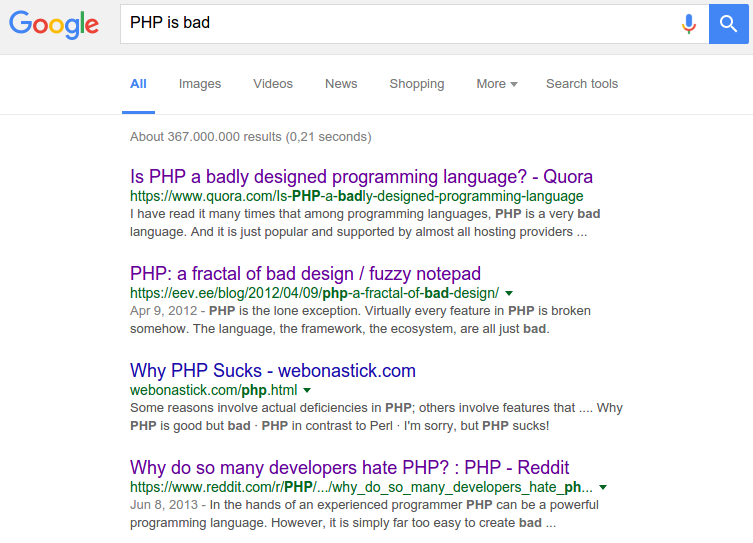 Google
PHP is bad
All Images Videos News Shopping More Search tools
About 367.000.000 results (0,21 seconds)
Is PHP a badly designed programming language? - Quora
https://www.quora.com/Is-PHP-a-badly-designed-programming-language
I have read it many times that among programming languages, PHP is a very bad
language. And it is just popular and supported by almost all hosting providers ...
PHP: a fractal of bad design / fuzzy notepad
https://eev.ee/blog/2012/04/09/php-a-fractal-of-bad-design/
Apr 9, 2012 - PHP is the lone exception. Virtually every feature in PHP is broken
somehow. The language, the framework, the ecosystem, are all just bad.
Why PHP Sucks - webonastick.com
webonastick.com/php.html
Some reasons involve actual deficiencies in PHP; others involve features that .... Why
PHP is good but bad · PHP in contrast to Perl · I'm sorry, but PHP sucks!
Why do so many developers hate PHP? : PHP - Reddit
https://www.reddit.com/r/PHP/.../why_do_so_many_developers_hate_ph...
Jun 8, 2013 - In the hands of an experienced programmer PHP can be a powerful
programming language. However, it is simply far too easy to create bad ...